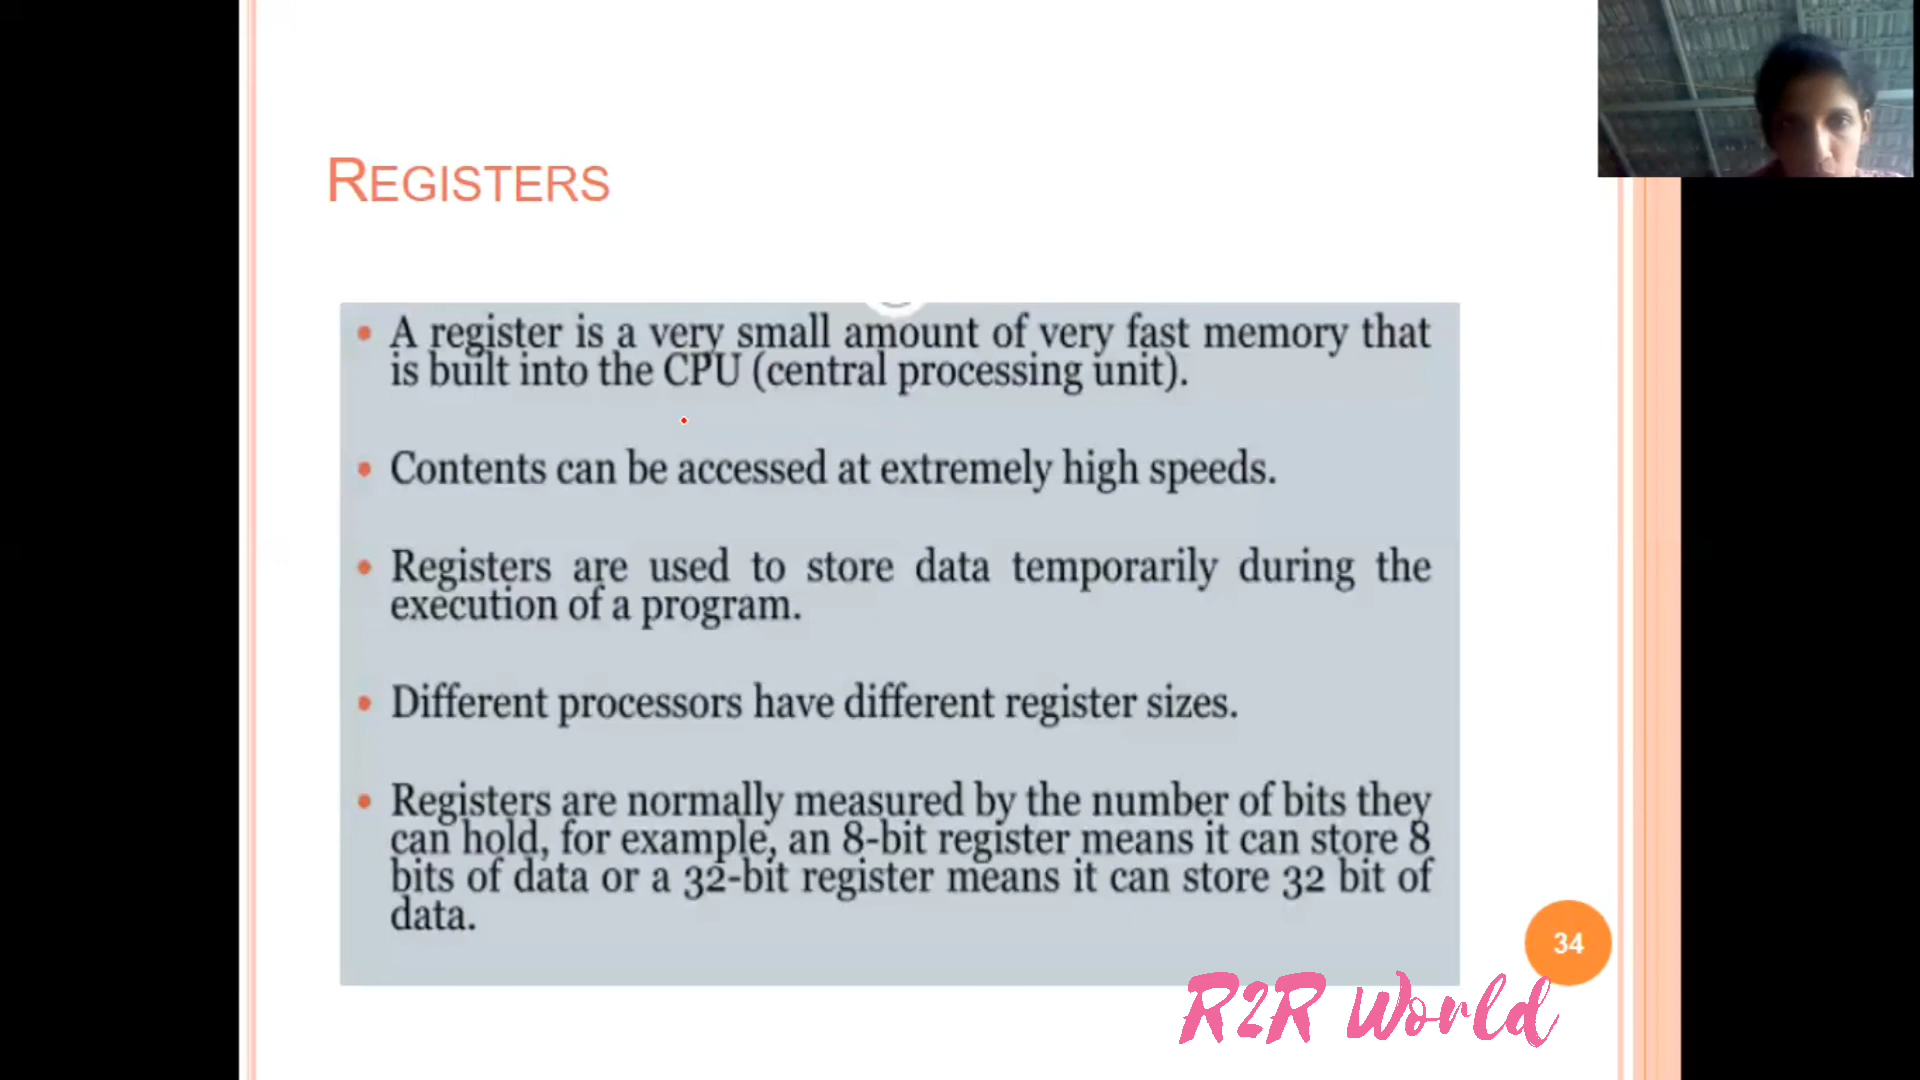 REGISTERS
• A register is a very small amount of very fast memory that
is built into the CPU (central processing unit).
• Contents can be accessed at extremely high speeds.
• Registers are used to store data temporarily during the
execution of a program.
• Different processors have different register sizes.
• Registers are normally measured by the number of bits they
can hold, for example, an 8-bit register means it can store 8
bits of data or a 32-bit register means it can store 32 bit of
data.
34
R2R World